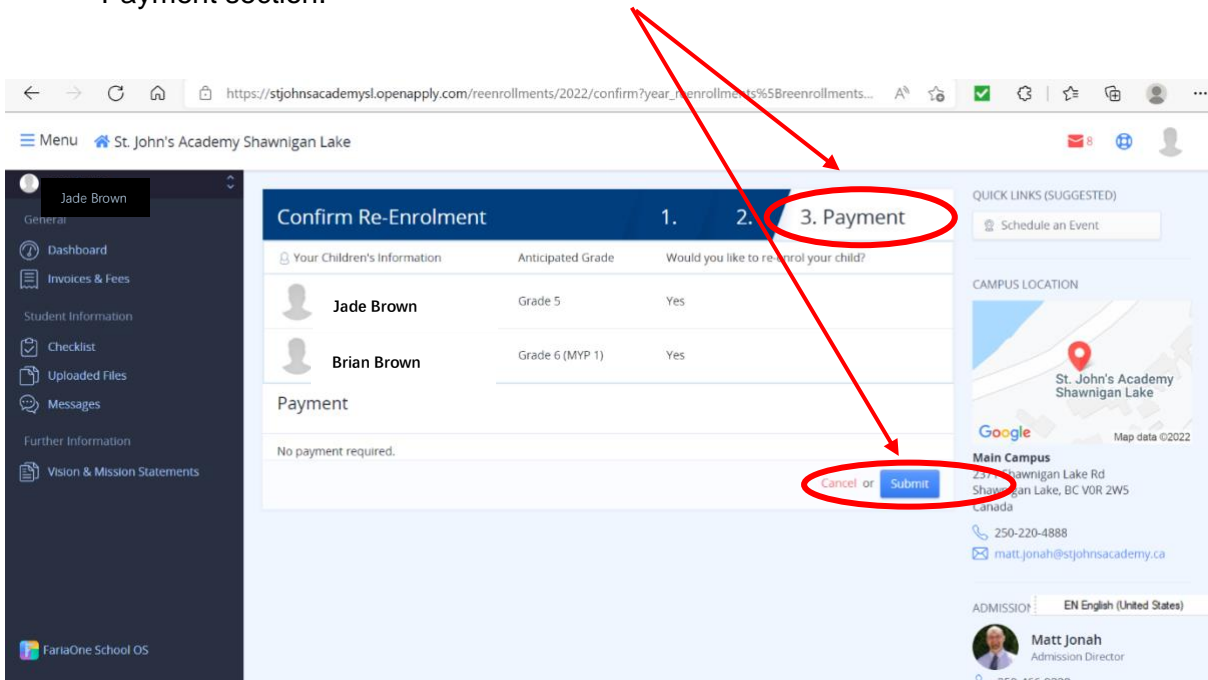 Payment section.
https://stjohnsacademysl.openapply.com/reenrollments/2022/confirm?year_reenrollments%5Breenrollments...
Menu St. John's Academy Shawnigan Lake
8
Jade Brown
General
Dashboard
Invoices & Fees
Student Information
Checklist
Uploaded Files
Messages
Further Information
Vision & Mission Statements
FariaOne School OS
Confirm Re-Enrolment 1. 2. 3. Payment
Your Children's Information Anticipated Grade Would you like to re-enrol your child?
Jade Brown Grade 5 Yes
Brian Brown Grade 6 (MYP 1) Yes
Payment
No payment required.
Cancel or Submit
QUICK LINKS (SUGGESTED)
Schedule an Event
CAMPUS LOCATION
St. John's Academy
Shawnigan Lake
Google Map data ©2022
Main Campus
Shawnigan Lake Rd
Shawnigan Lake, BC V0R 2W5
Canada
250-220-4888
matt.jonah@stjohnsacademy.ca
EN English (United States)
Matt Jonah
Admission Director